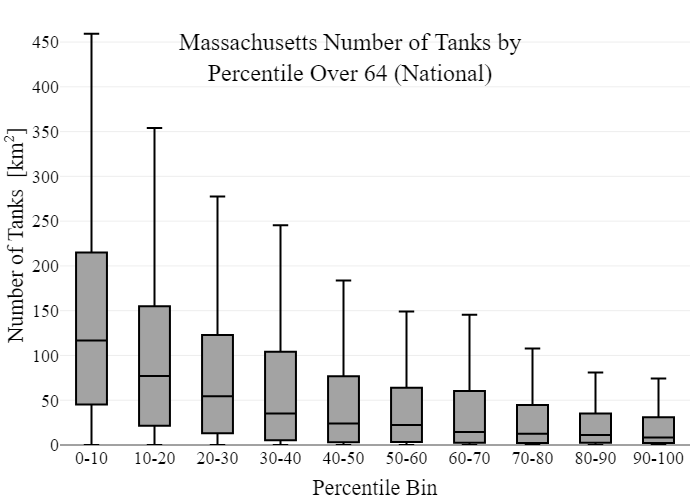 Massachusetts Number of Tanks by
Percentile Over 64 (National)
Number of Tanks [km²]
450
400
350
300
250
200
150
100
50
0
0-10 10-20 20-30 30-40 40-50 50-60 60-70 70-80 80-90 90-100
Percentile Bin